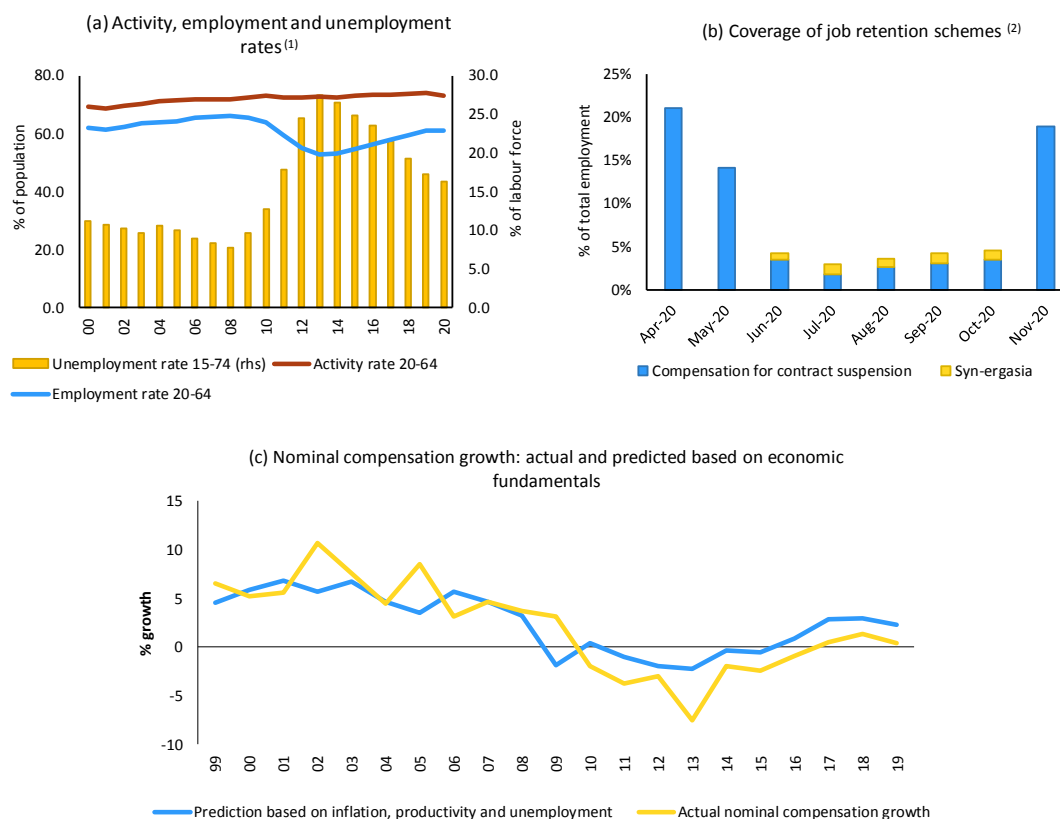 (a) Activity, employment and unemployment
rates (1)
80.0
60.0
40.0
20.0
0.0
% of population
30.0
25.0
20.0
15.0
10.0
5.0
0.0
% of labour force
00
02
04
06
08
10
12
14
16
18
20
Unemployment rate 15-74 (rhs)
Activity rate 20-64
Employment rate 20-64
(b) Coverage of job retention schemes (2)
25%
20%
15%
10%
5%
0%
% of total employment
Apr-20
May-20
Jun-20
Jul-20
Aug-20
Sep-20
Oct-20
Nov-20
Compensation for contract suspension
Syn-ergasia
(c) Nominal compensation growth: actual and predicted based on economic
fundamentals
15
10
5
0
-5
-10
% growth
99
00
01
02
03
04
05
06
07
08
09
10
11
12
13
14
15
16
17
18
19
Prediction based on inflation, productivity and unemployment
Actual nominal compensation growth